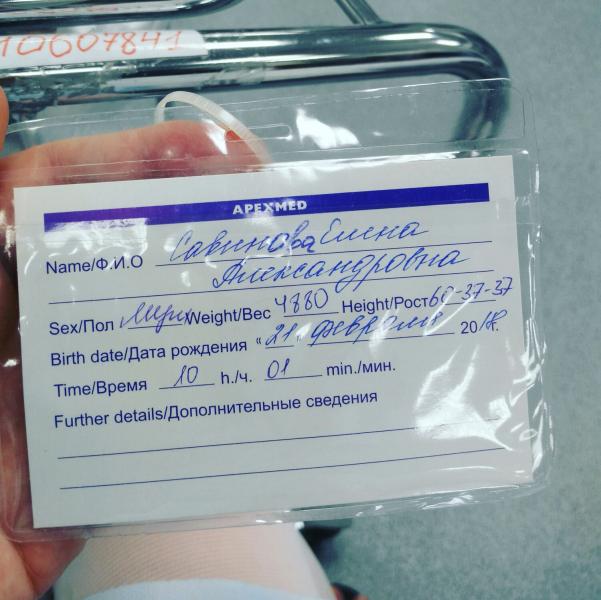 10607841
APEXMED
Name/Ф.И.О Савинова Елена
Александровна
Sex/Пол Муж Weight/Вес 4880 Height/Рост 60-37-37
Birth date/Дата рождения “21” февраля 2018г.
Time/Время 10 h./ч. 01 min./мин.
Further details/Дополнительные сведения